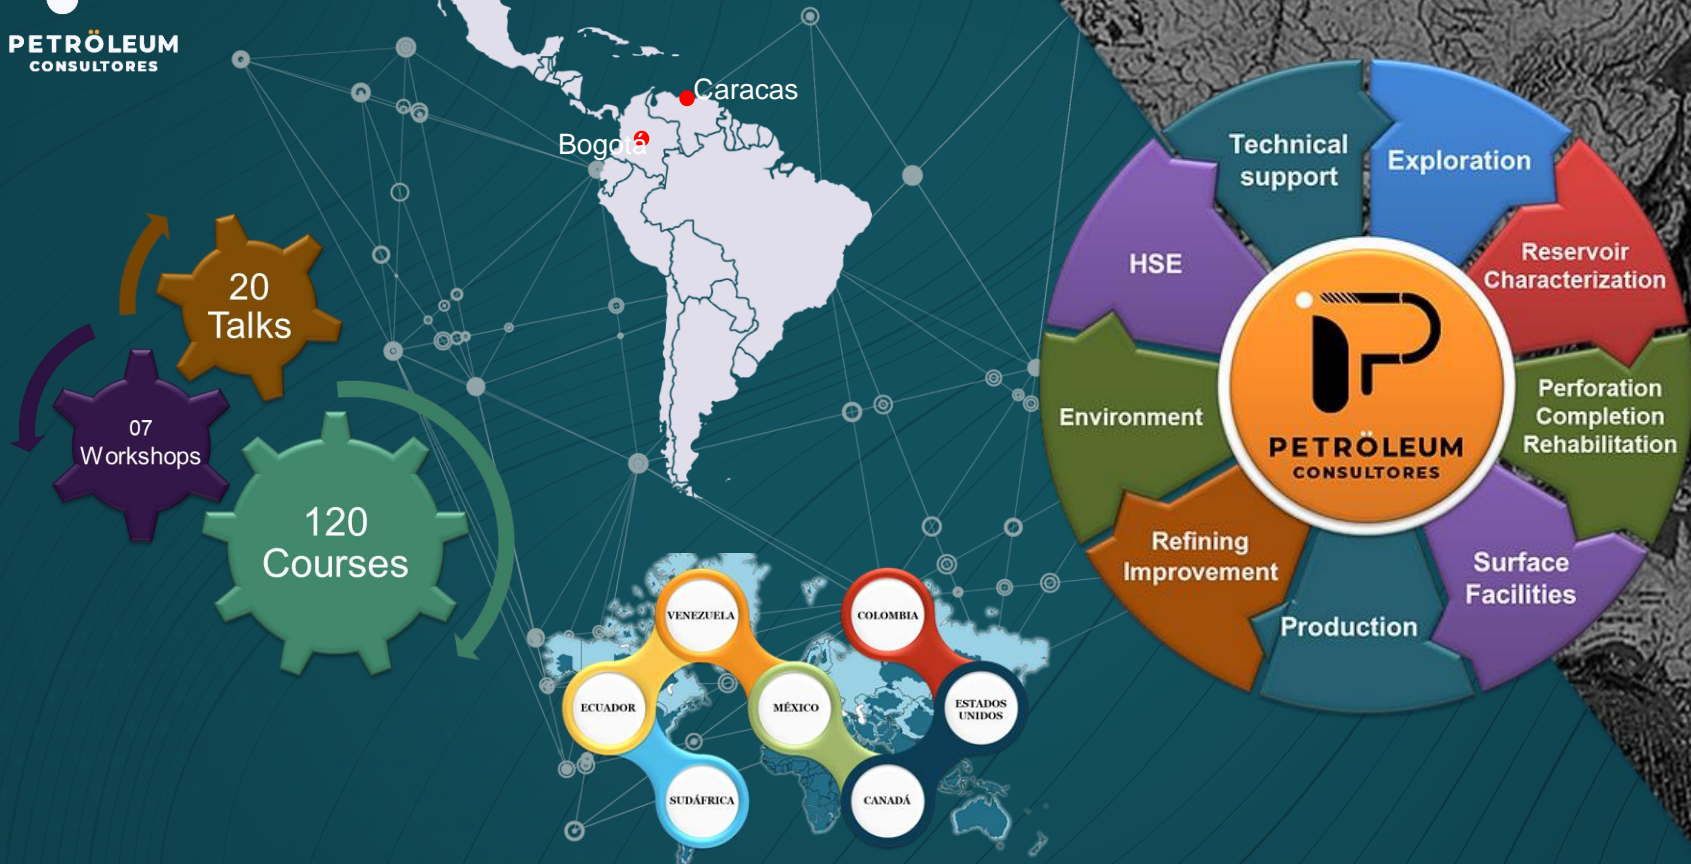 PETRÖLEUM
CONSULTORES
Caracas
Bogotá
20
Talks
07
Workshops
120
Courses
VENEZUELA
COLOMBIA
ECUADOR
MÉXICO
ESTADOS
UNIDOS
SUDÁFRICA
CANADÁ
Technical
support
Exploration
Reservoir
Characterization
Perforation
Completion
Rehabilitation
Surface
Facilities
Production
Refining
Improvement
Environment
HSE
PETRÖLEUM
CONSULTORES